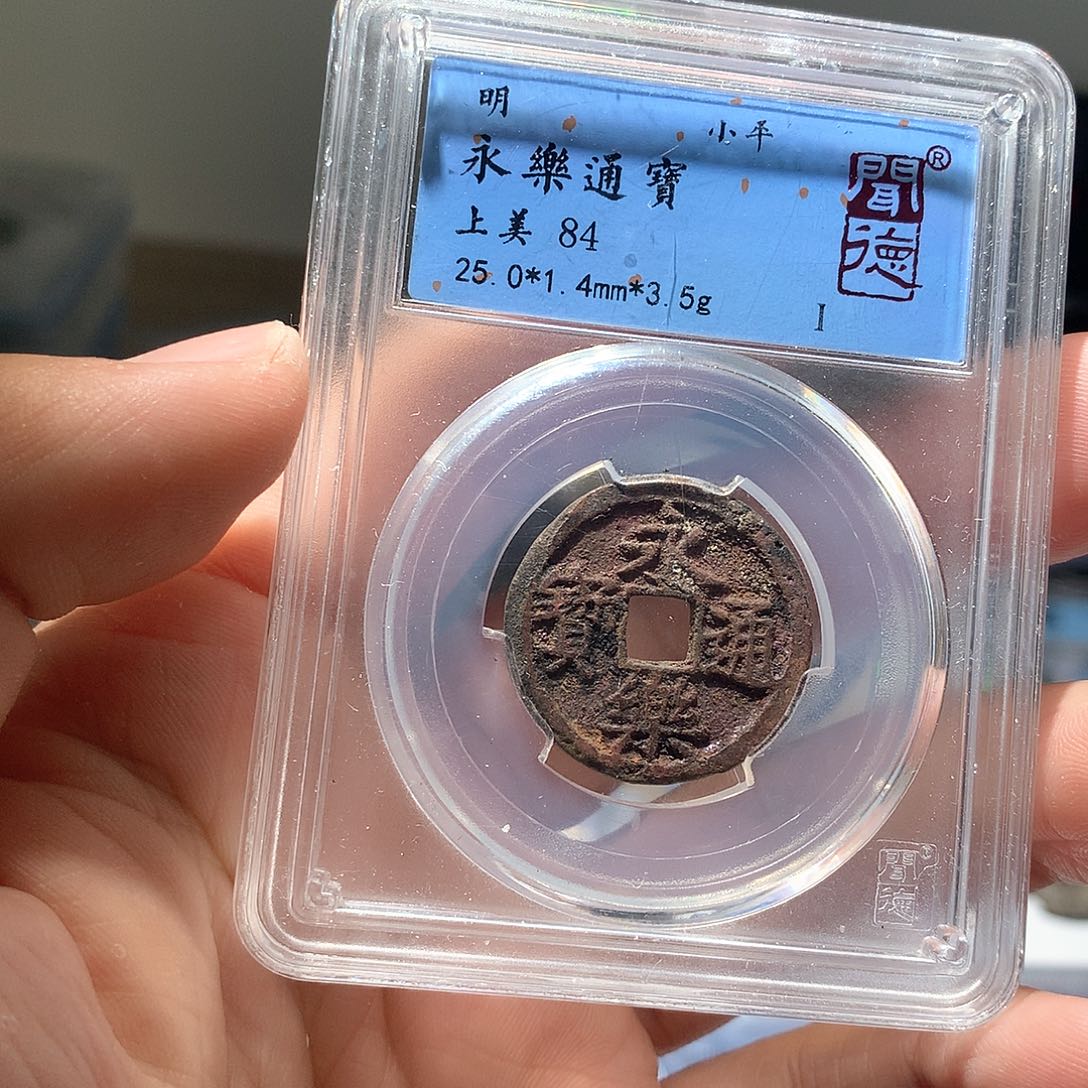 明
小平
永樂通寶
上美 84
25.0*1.4mm*3.5g
I
聞德®
永樂通寶
聞德